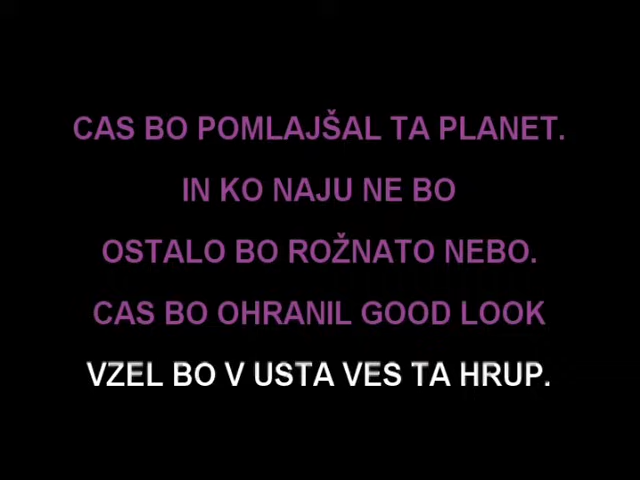 CAS BO POMLAJŠAL TA PLANET.
IN KO NAJU NE BO
OSTALO BO ROŽNATO NEBO.
CAS BO OHRANIL GOOD LOOK
VZEL BO V USTA VES TA HRUP.